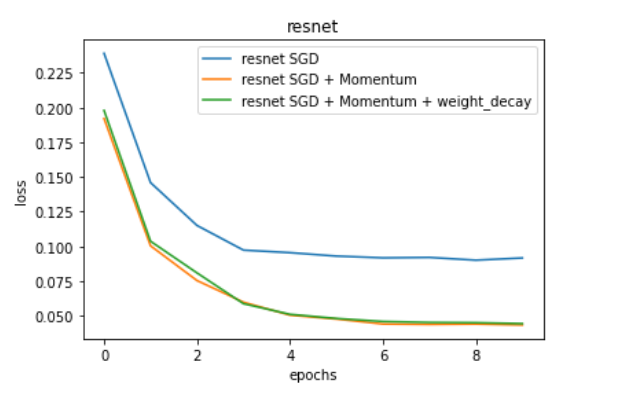 resnet
resnet SGD
resnet SGD + Momentum
resnet SGD + Momentum + weight_decay
loss
0.225
0.200
0.175
0.150
0.125
0.100
0.075
0.050
0 2 4 6 8
epochs